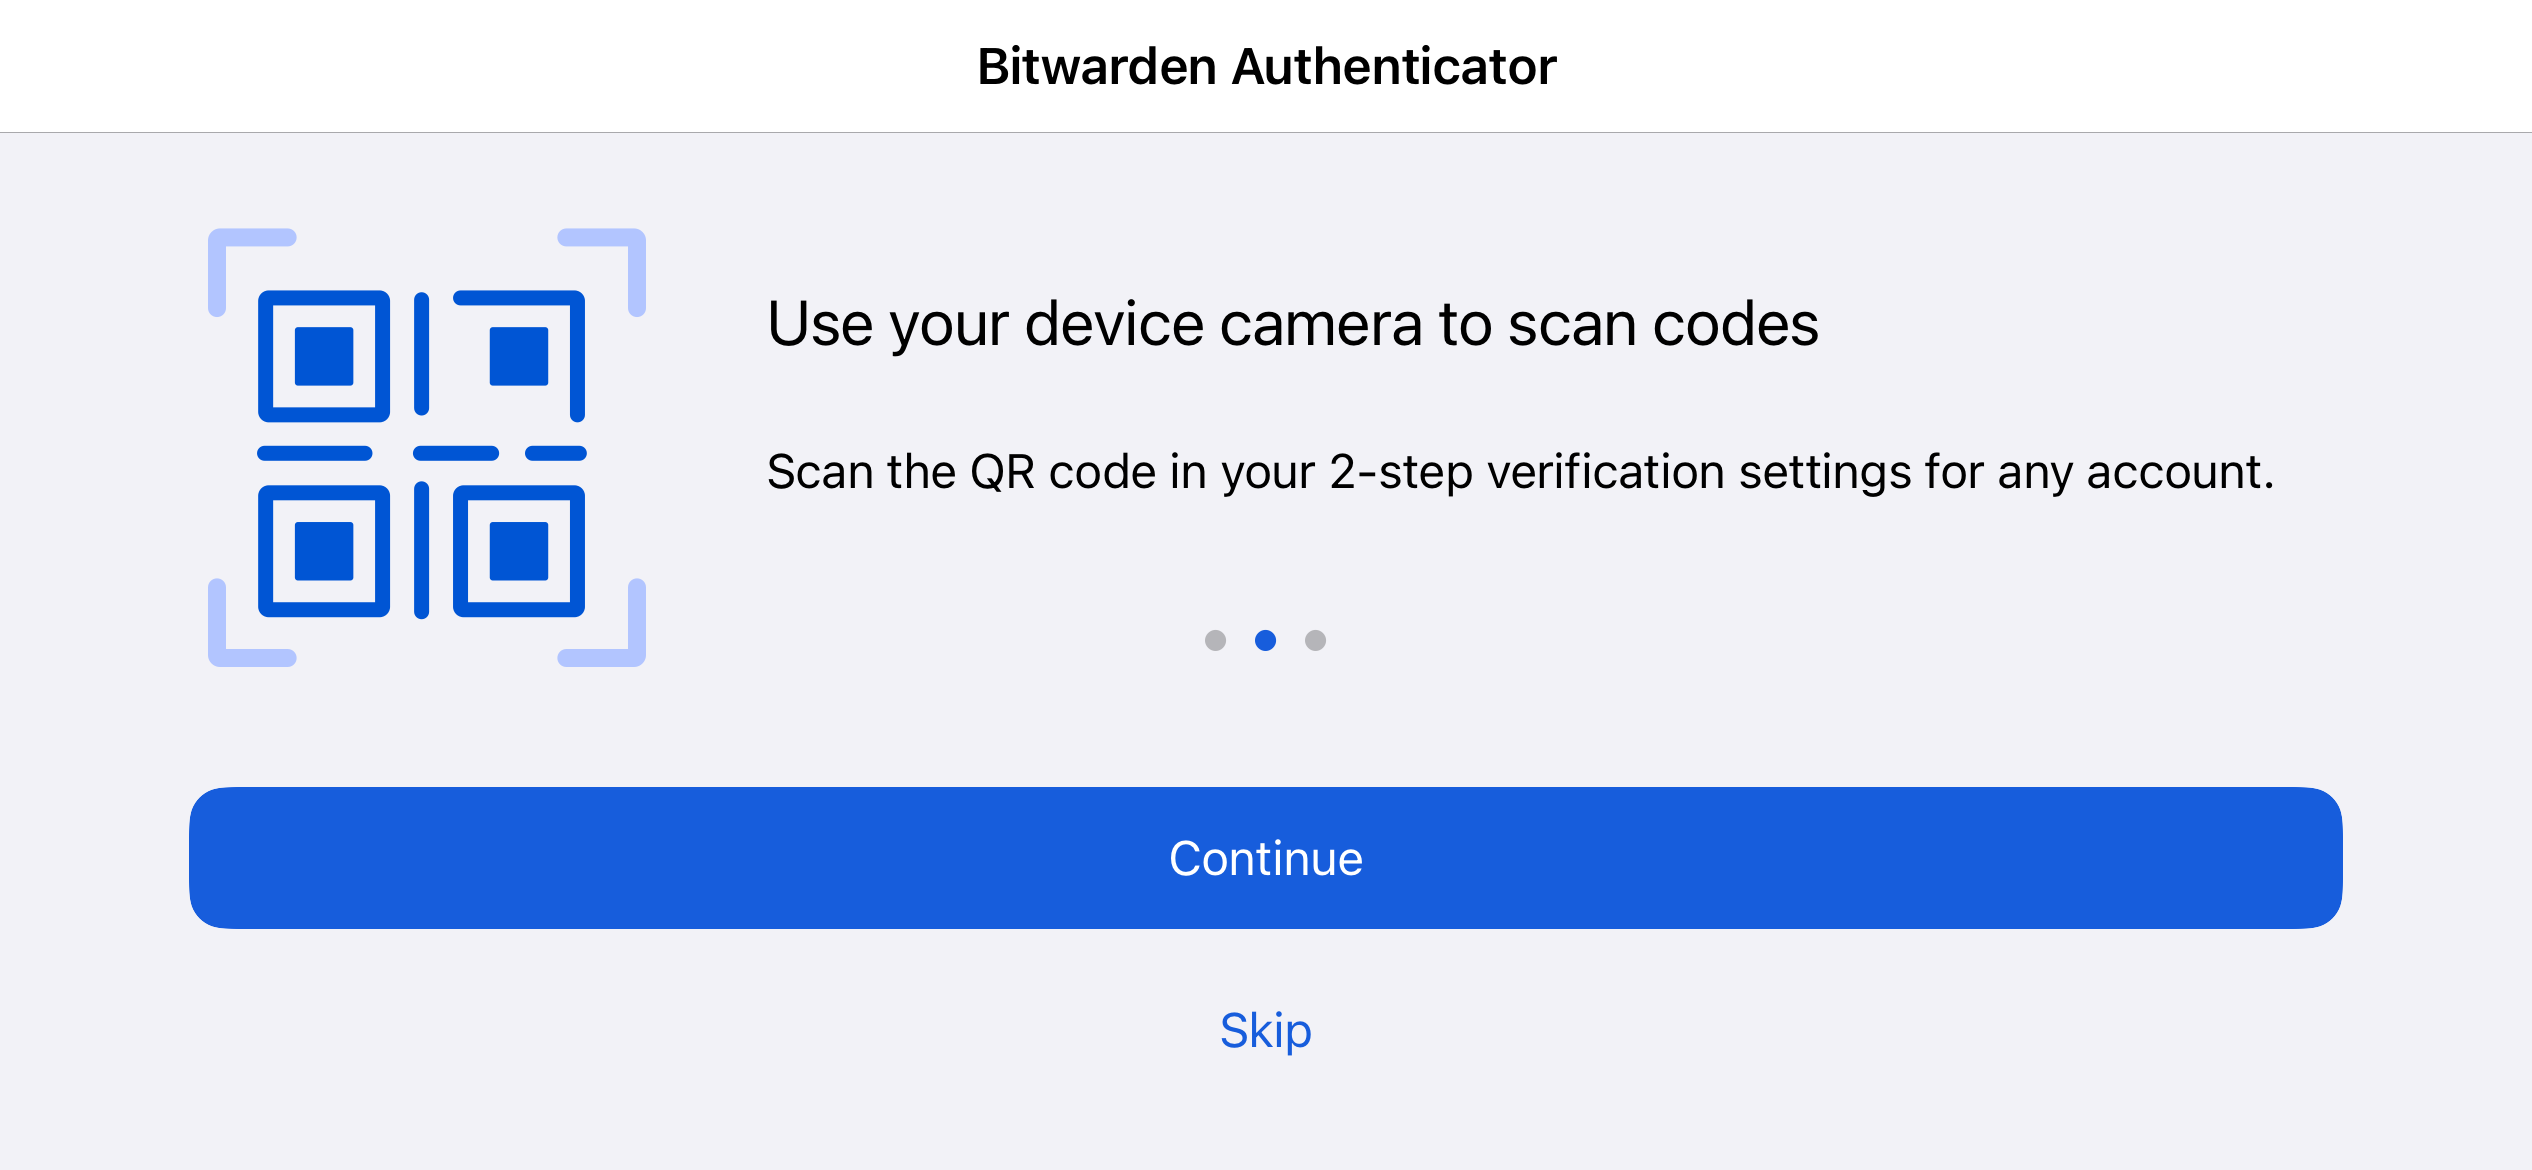 Bitwarden Authenticator
Use your device camera to scan codes
Scan the QR code in your 2-step verification settings for any account.
Continue
Skip